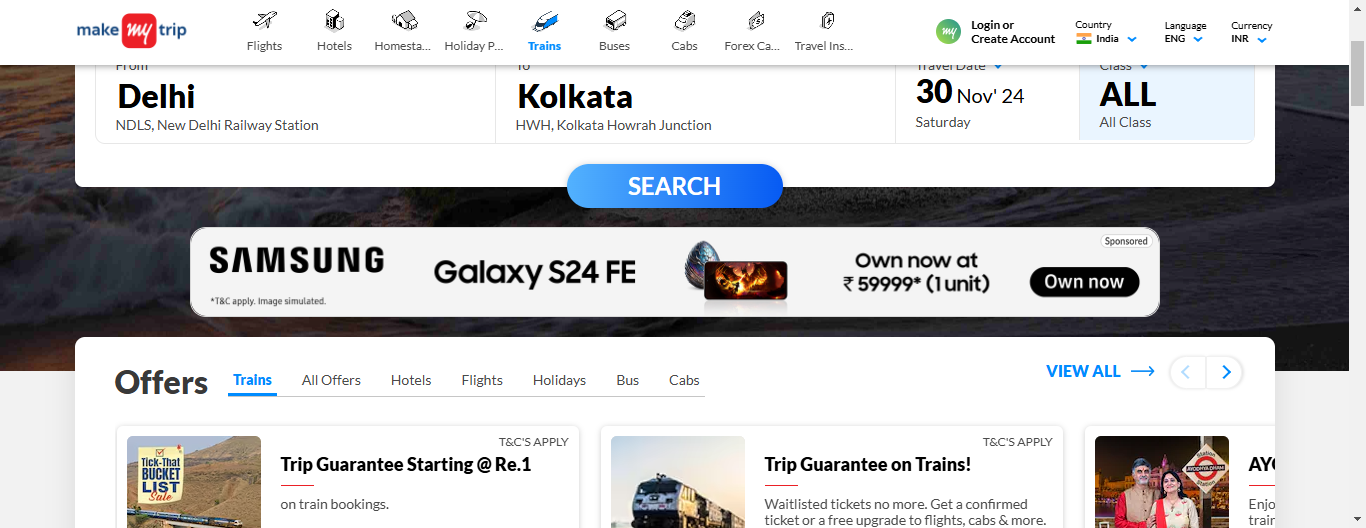 make my trip
Flights
Hotels
Homesta...
Holiday P...
Trains
Buses
Cabs
Forex Ca...
Travel Ins...
my
Login or
Create Account
Country
India
Language
ENG
Currency
INR
From
To
Travel Date
Class
Delhi
Kolkata
30 Nov' 24
ALL
NDLS, New Delhi Railway Station
HWH, Kolkata Howrah Junction
Saturday
All Class
SEARCH
Sponsored
SAMSUNG
Galaxy S24 FE
Own now at
₹ 59999* (1 unit)
Own now
*T&C apply. Image simulated.
Offers
Trains
All Offers
Hotels
Flights
Holidays
Bus
Cabs
VIEW ALL
T&C'S APPLY
TICK-THAT
BUCKET
LIST
Sale
Trip Guarantee Starting @ Re.1
on train bookings.
T&C'S APPLY
Trip Guarantee on Trains!
Waitlisted tickets no more. Get a confirmed
ticket or a free upgrade to flights, cabs & more.
Station
AYODHYA DHAM
Station
AYO
Enjo
train